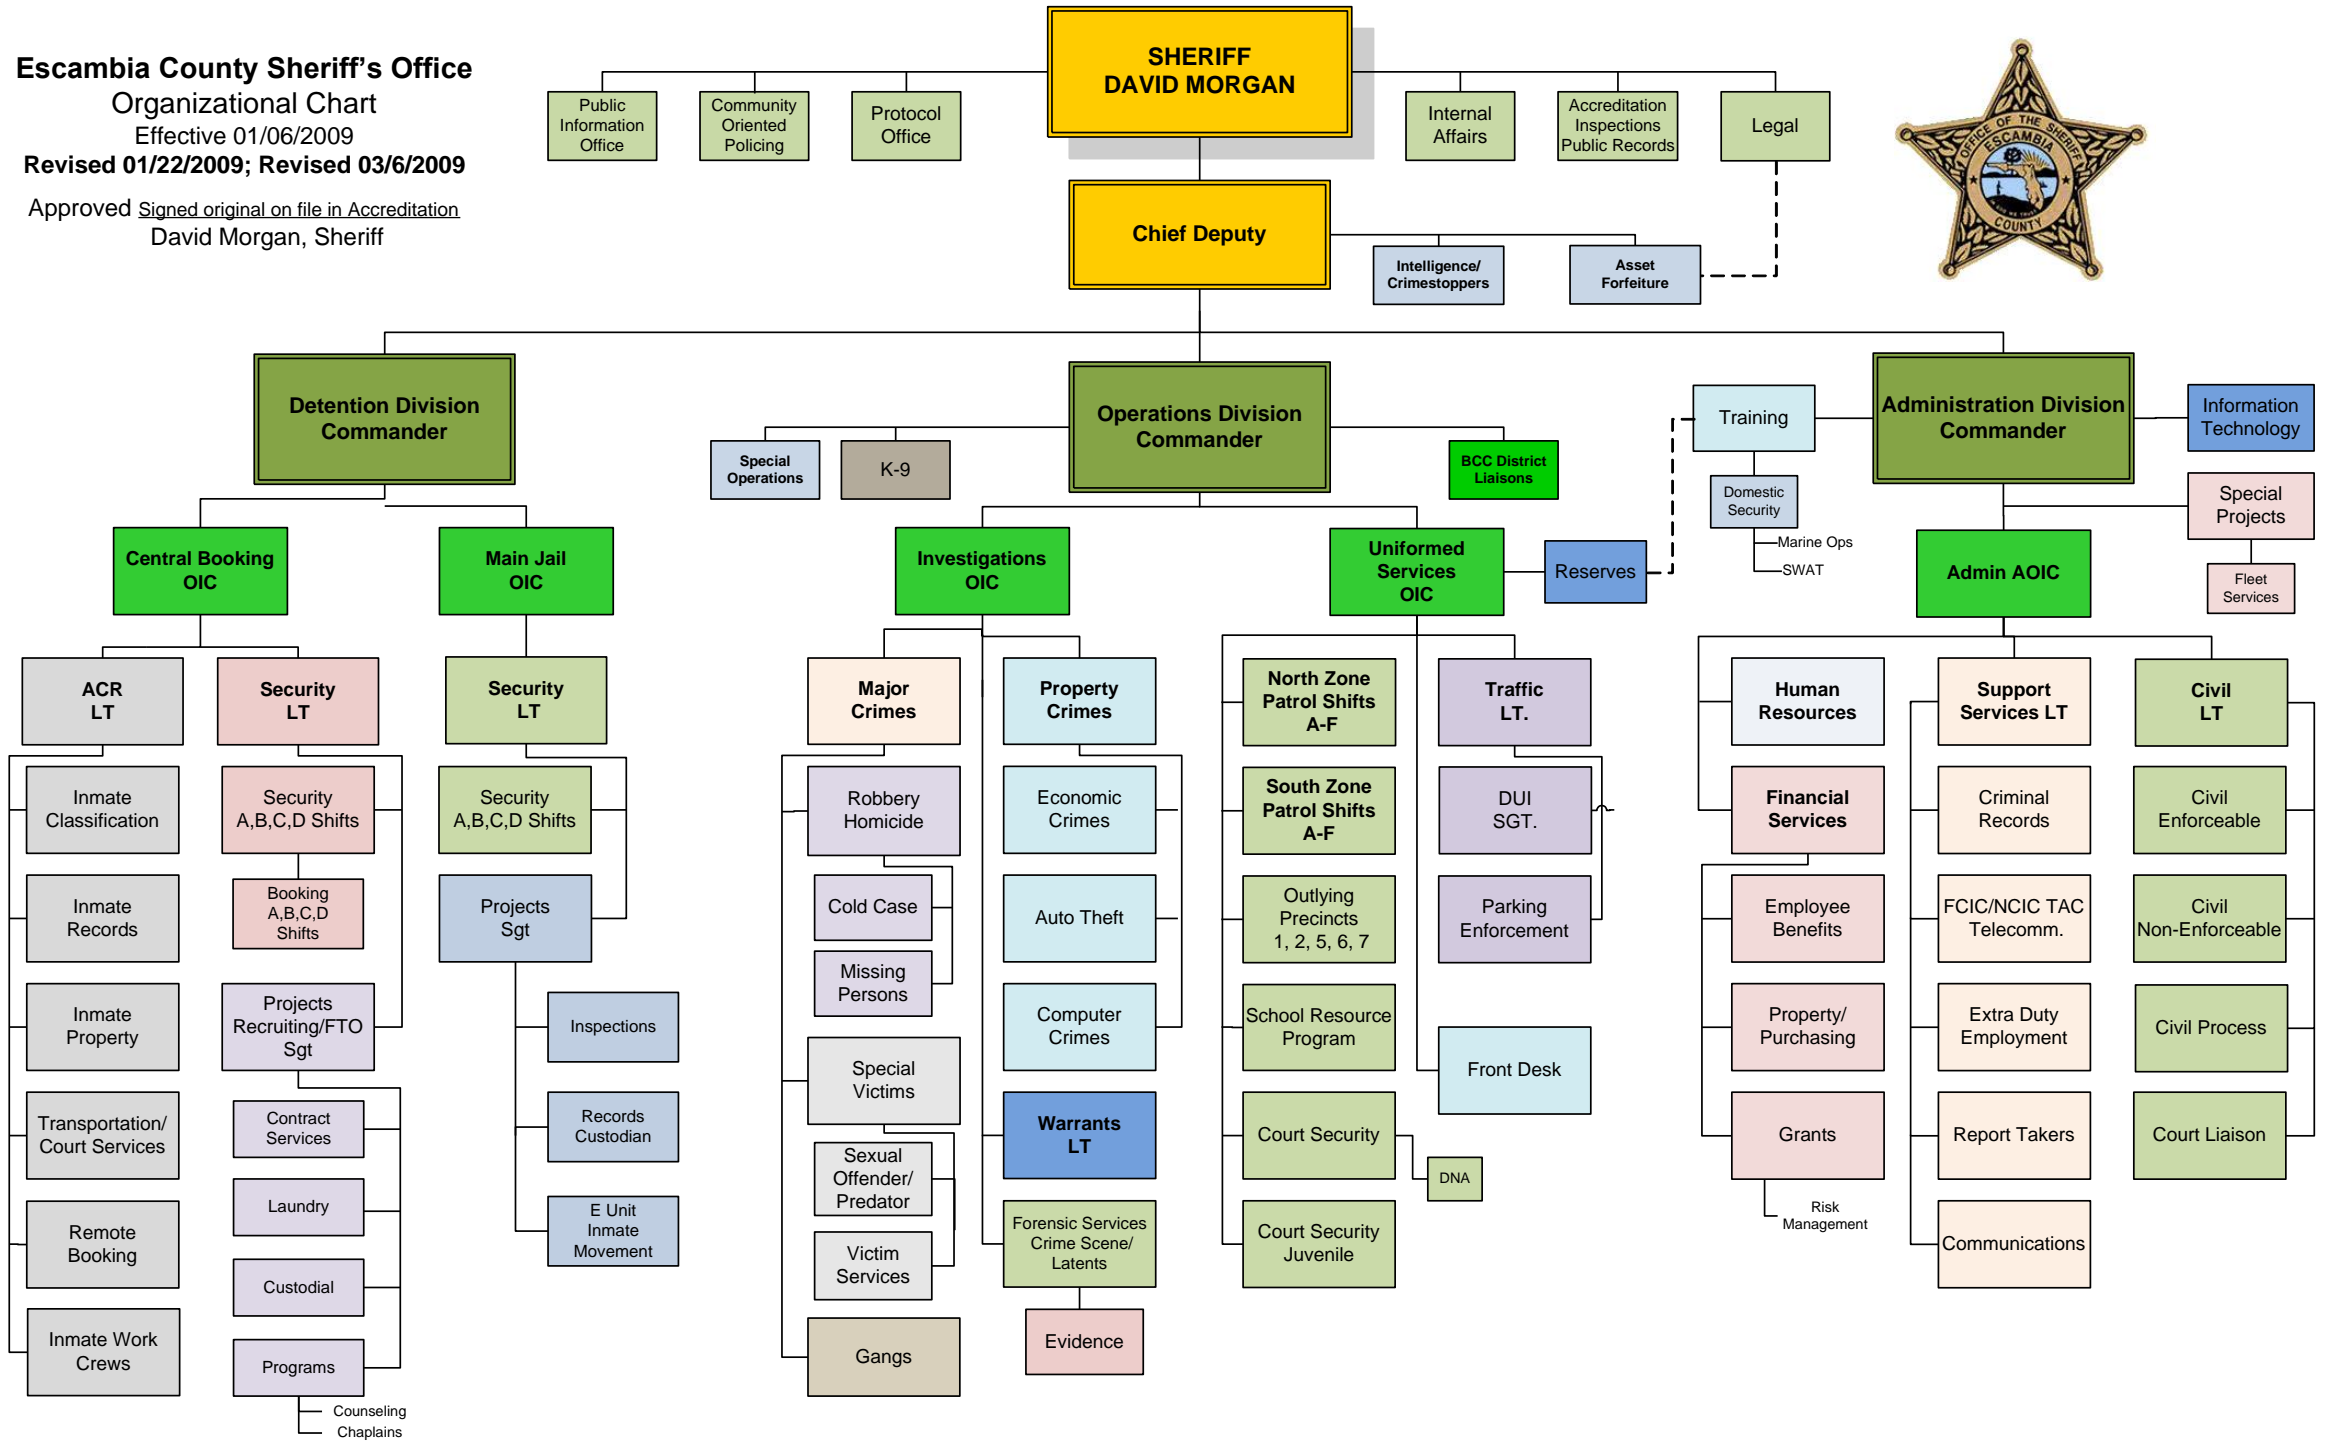 Escambia County Sheriff's Office
Organizational Chart
Effective 01/06/2009
Revised 01/22/2009; Revised 03/6/2009
Approved Signed original on file in Accreditation
David Morgan, Sheriff
SHERIFF
DAVID MORGAN
Public
Information
Office
Community
Oriented
Policing
Protocol
Office
Internal
Affairs
Accreditation
Inspections
Public Records
Legal
OFFICE OF THE SHERIFF
ESCAMBIA
COUNTY
Chief Deputy
Intelligence/
Crimestoppers
Asset
Forfeiture
Detention Division
Commander
Operations Division
Commander
Administration Division
Commander
Special
Operations
K-9
BCC District
Liaisons
Training
Domestic
Security
Marine Ops
SWAT
Information
Technology
Special
Projects
Fleet
Services
Central Booking
OIC
Main Jail
OIC
Investigations
OIC
Uniformed
Services
OIC
Reserves
Admin AOIC
ACR
LT
Inmate
Classification
Inmate
Records
Inmate
Property
Transportation/
Court Services
Remote
Booking
Inmate Work
Crews
Security
LT
Security
A,B,C,D Shifts
Booking
A,B,C,D
Shifts
Projects
Recruiting/FTO
Sgt
Contract
Services
Laundry
Custodial
Programs
Counseling
Chaplains
Security
LT
Security
A,B,C,D Shifts
Projects
Sgt
Inspections
Records
Custodian
E Unit
Inmate
Movement
Major
Crimes
Robbery
Homicide
Cold Case
Missing
Persons
Special
Victims
Sexual
Offender/
Predator
Victim
Services
Gangs
Property
Crimes
Economic
Crimes
Auto Theft
Computer
Crimes
Warrants
LT
Forensic Services
Crime Scene/
Latents
Evidence
North Zone
Patrol Shifts
A-F
South Zone
Patrol Shifts
A-F
Outlying
Precincts
1, 2, 5, 6, 7
School Resource
Program
Court Security
DNA
Court Security
Juvenile
Traffic
LT.
DUI
SGT.
Parking
Enforcement
Front Desk
Human
Resources
Financial
Services
Employee
Benefits
Property/
Purchasing
Grants
Risk
Management
Support
Services LT
Criminal
Records
FCIC/NCIC TAC
Telecomm.
Extra Duty
Employment
Report Takers
Communications
Civil
LT
Civil
Enforceable
Civil
Non-Enforceable
Civil Process
Court Liaison